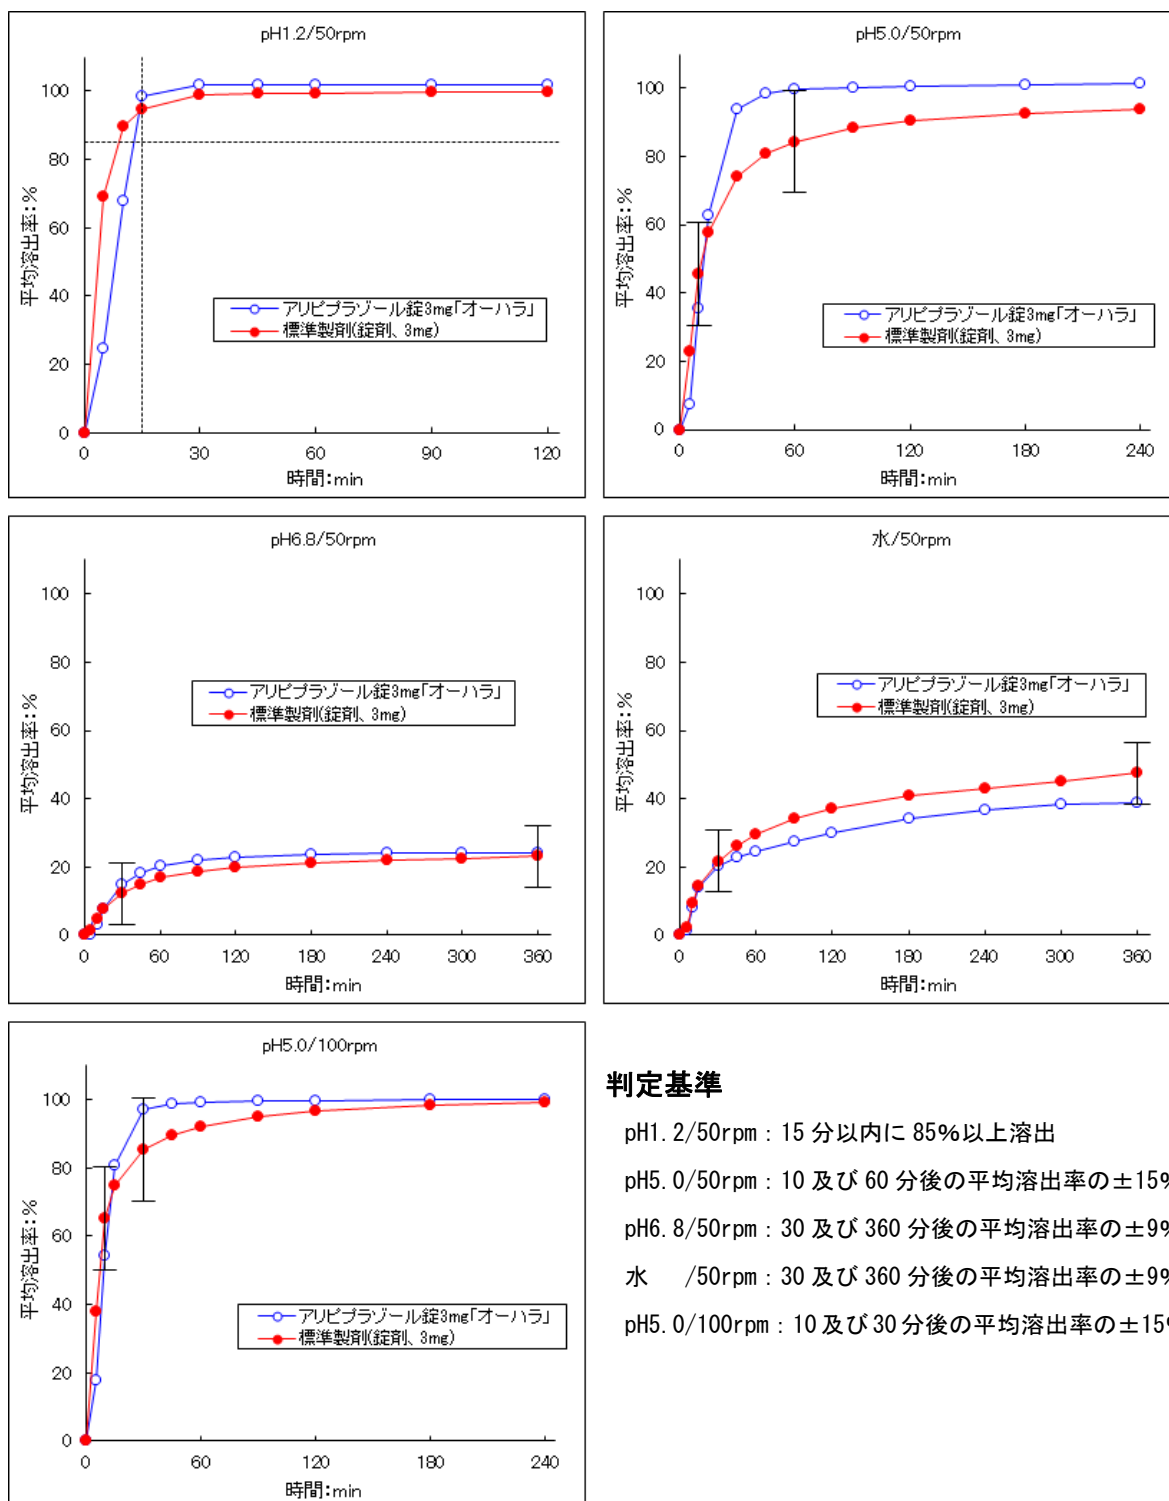 pH1.2/50rpm
平均溶出率:%
100
80
60
40
20
0
アリピプラゾール錠3mg「オーハラ」
標準製剤(錠剤、3mg)
0 30 60 90 120
時間:min
pH5.0/50rpm
平均溶出率:%
100
80
60
40
20
0
アリピプラゾール錠3mg「オーハラ」
標準製剤(錠剤、3mg)
0 60 120 180 240
時間:min
pH6.8/50rpm
平均溶出率:%
100
80
60
40
20
0
アリピプラゾール錠3mg「オーハラ」
標準製剤(錠剤、3mg)
0 60 120 180 240 300 360
時間:min
水/50rpm
平均溶出率:%
100
80
60
40
20
0
アリピプラゾール錠3mg「オーハラ」
標準製剤(錠剤、3mg)
0 60 120 180 240 300 360
時間:min
pH5.0/100rpm
平均溶出率:%
100
80
60
40
20
0
アリピプラゾール錠3mg「オーハラ」
標準製剤(錠剤、3mg)
0 60 120 180 240
時間:min
判定基準
pH1.2/50rpm:15分以内に85%以上溶出
pH5.0/50rpm:10及び60分後の平均溶出率の±15%
pH6.8/50rpm:30及び360分後の平均溶出率の±9%
水 /50rpm:30及び360分後の平均溶出率の±9%
pH5.0/100rpm:10及び30分後の平均溶出率の±15%